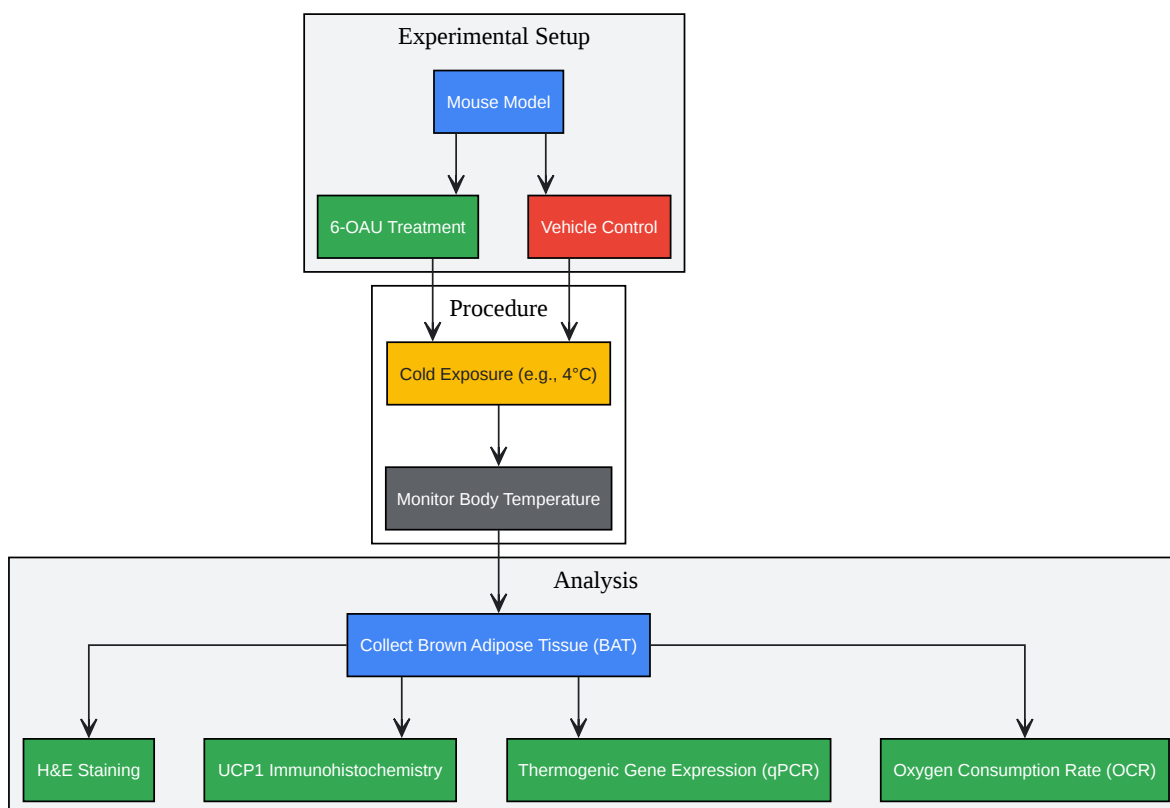 Experimental Setup
Mouse Model
6-OAU Treatment
Vehicle Control
Procedure
Cold Exposure (e.g., 4°C)
Monitor Body Temperature
Analysis
Collect Brown Adipose Tissue (BAT)
H&E Staining
UCP1 Immunohistochemistry
Thermogenic Gene Expression (qPCR)
Oxygen Consumption Rate (OCR)